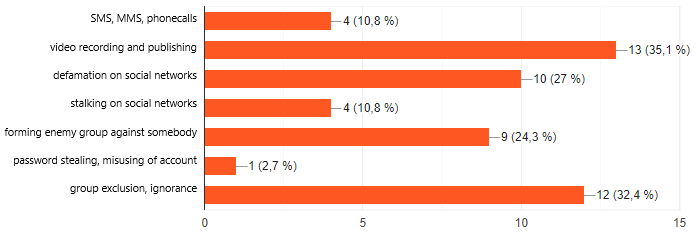 SMS, MMS, phonecalls 4 (10,8 %)
video recording and publishing 13 (35,1 %)
defamation on social networks 10 (27 %)
stalking on social networks 4 (10,8 %)
forming enemy group against somebody 9 (24,3 %)
password stealing, misusing of account 1 (2,7 %)
group exclusion, ignorance 12 (32,4 %)
0 5 10 15